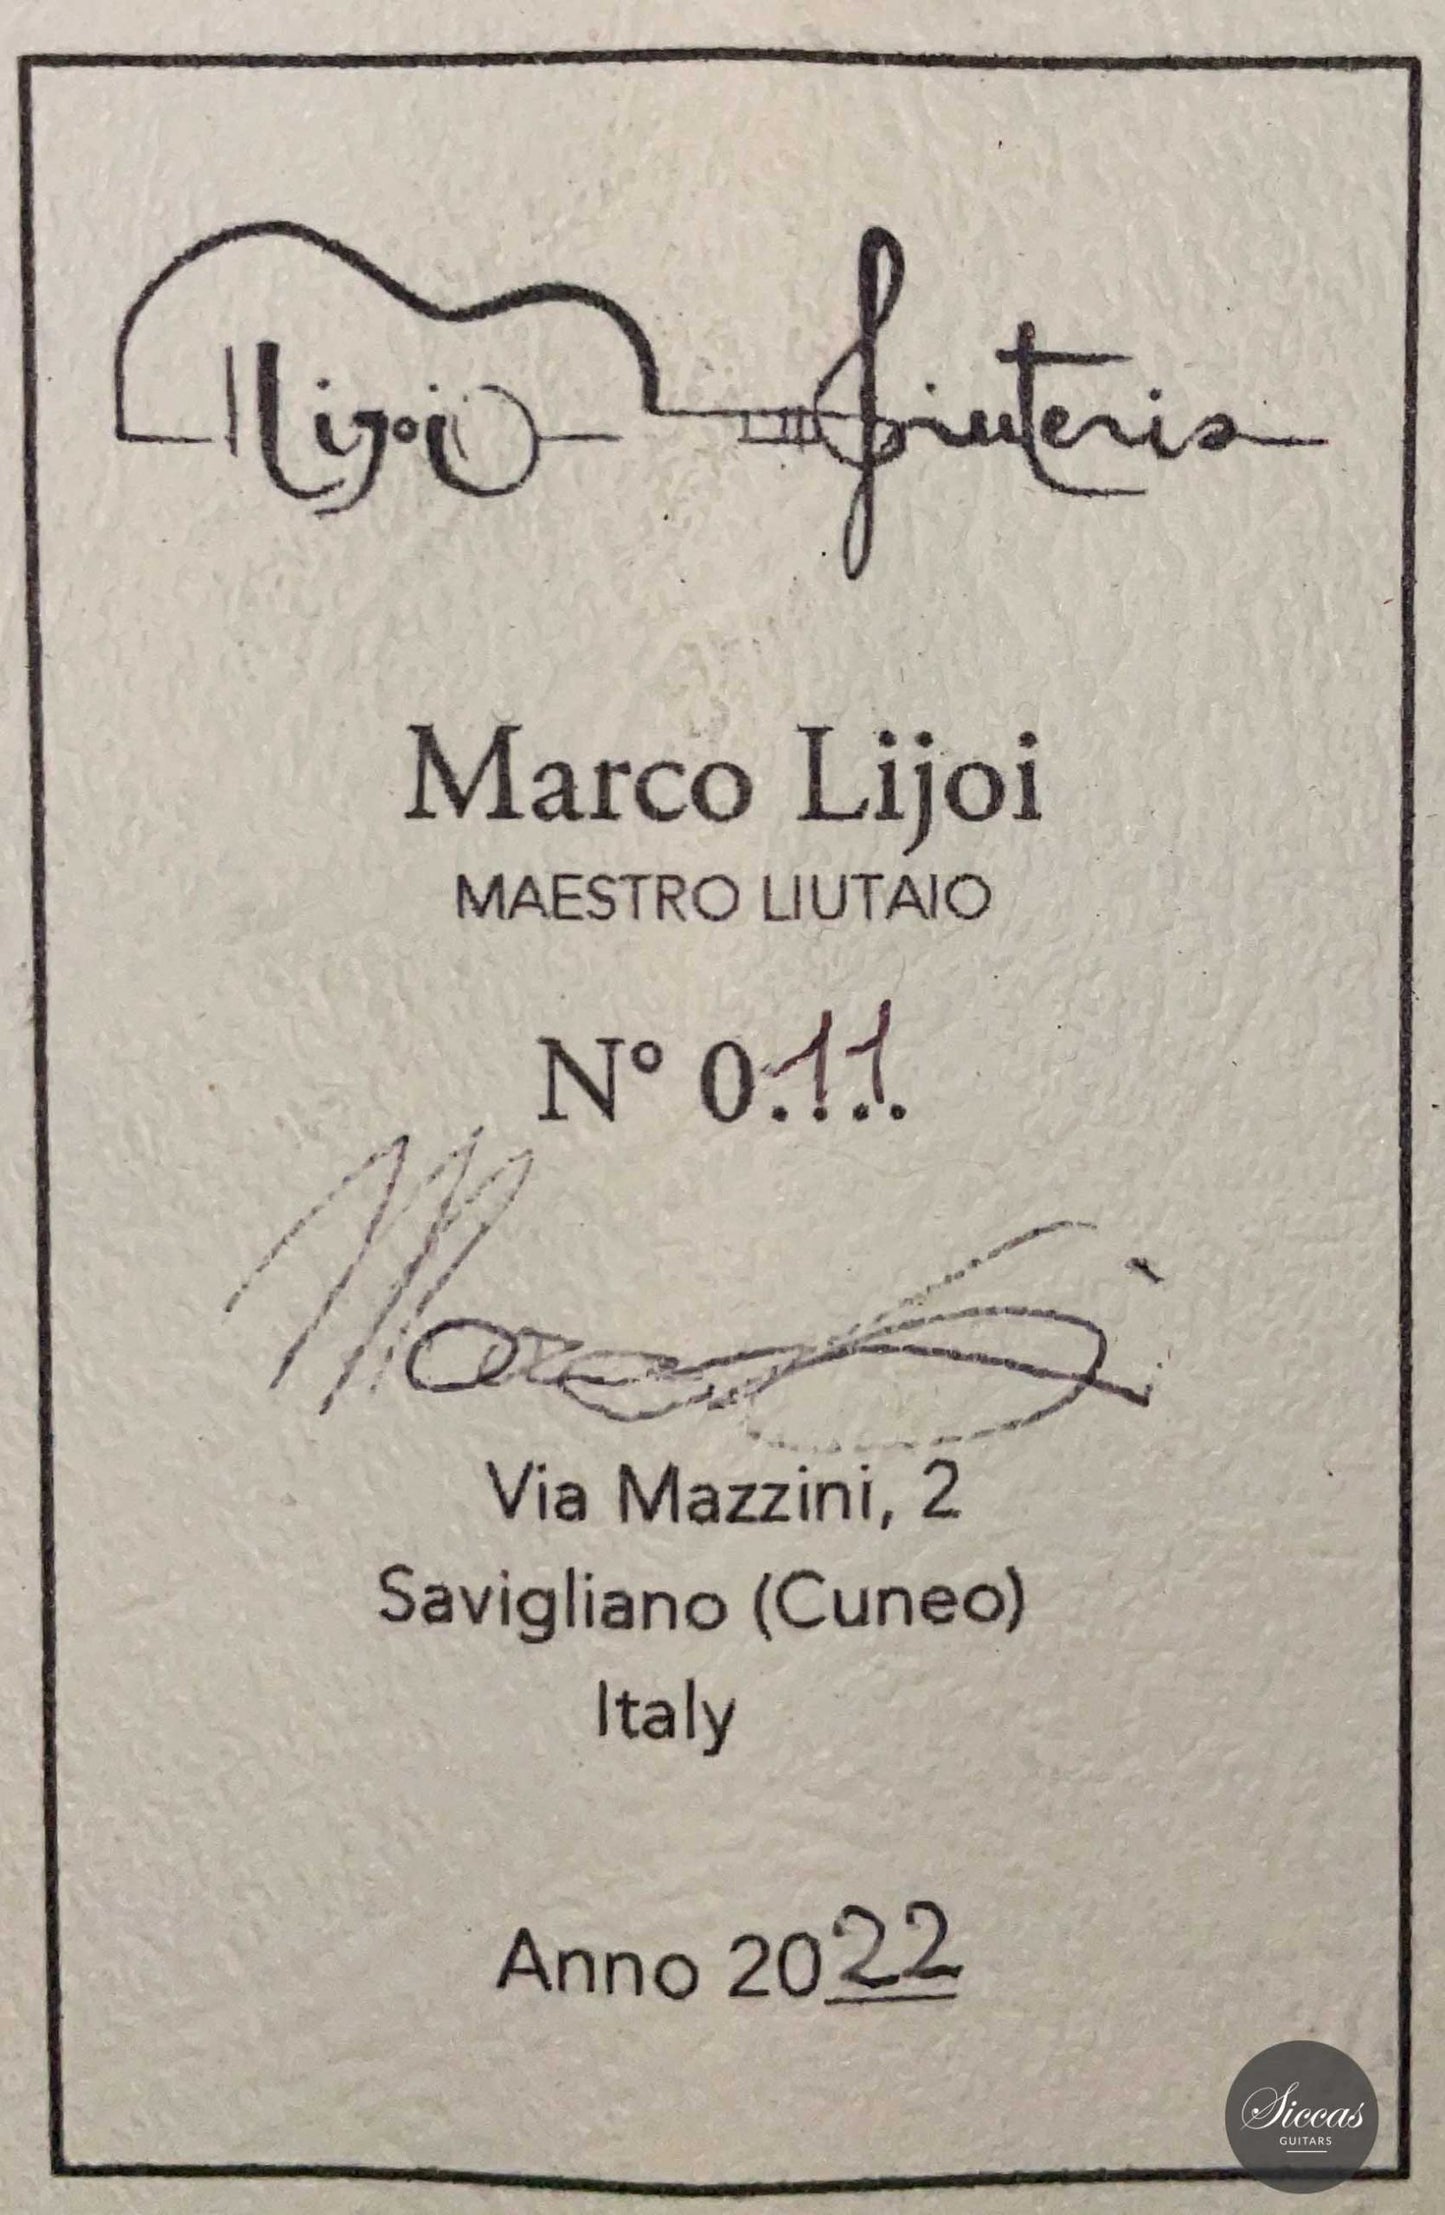 Lijoi Liuteria
Marco Lijoi
MAESTRO LIUTAIO
N° 0.11..
Via Mazzini, 2
Savigliano (Cuneo)
Italy
Anno 2022
Siccas
GUITARS